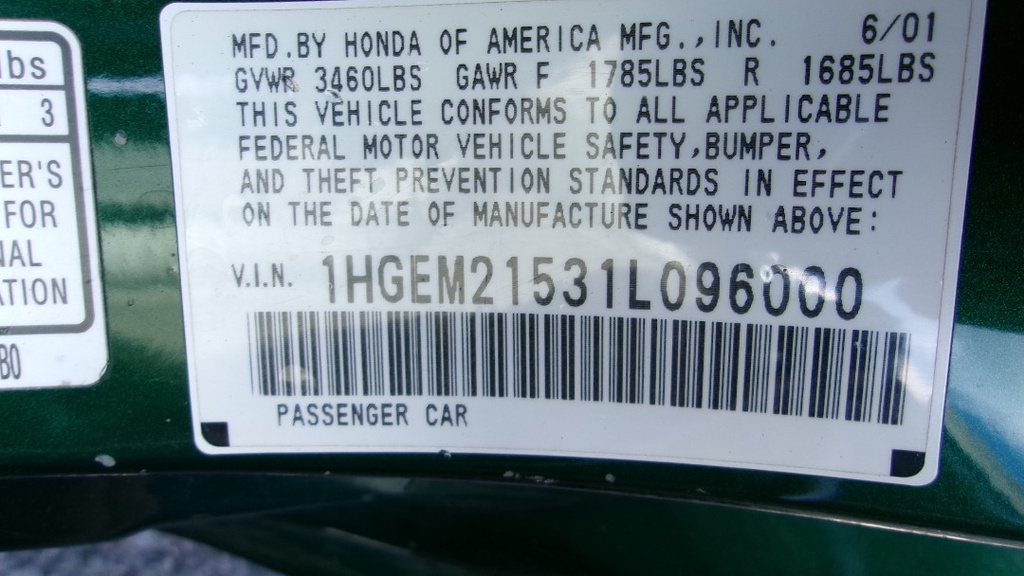 lbs
3
ER'S
FOR
NAL
ATION
BO
MFD.BY HONDA OF AMERICA MFG.,INC. 6/01
GVWR 3460LBS GAWR F 1785LBS R 1685LBS
THIS VEHICLE CONFORMS TO ALL APPLICABLE
FEDERAL MOTOR VEHICLE SAFETY,BUMPER,
AND THEFT PREVENTION STANDARDS IN EFFECT
ON THE DATE OF MANUFACTURE SHOWN ABOVE:
V.I.N. 1HGEM21531L096000
PASSENGER CAR